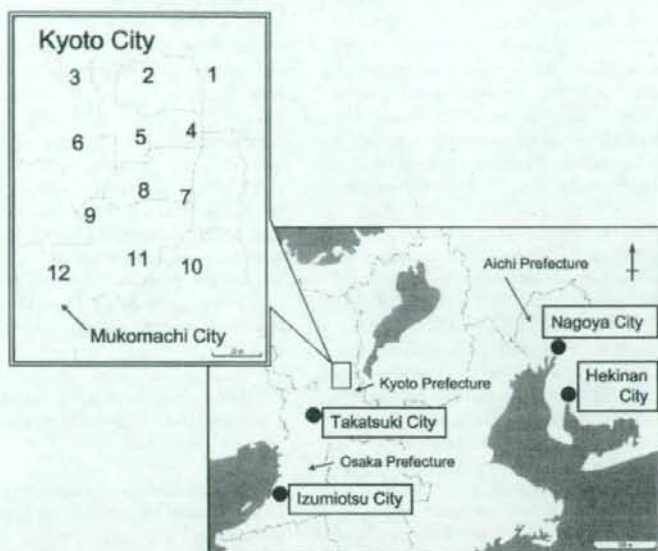 Kyoto City
3 2 1
6 5 4
8 7
9
12 11 10
Mukomachi City
Aichi Prefecture
Nagoya City
Hekinan
City
Kyoto Prefecture
Takatsuki City
Osaka Prefecture
Izumiotsu City